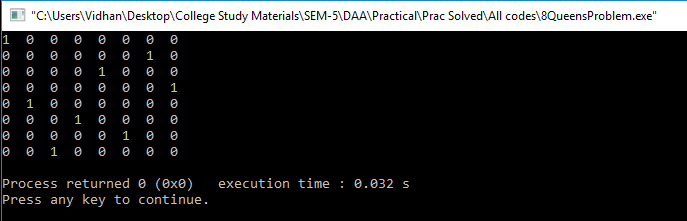 "C:\Users\Vidhan\Desktop\College Study Materials\SEM-5\DAA\Practical\Prac Solved\All codes\8QueensProblem.exe"
1 0 0 0 0 0 0 0
0 0 0 0 0 0 1 0
0 0 0 0 1 0 0 0
0 0 0 0 0 0 0 1
0 1 0 0 0 0 0 0
0 0 0 1 0 0 0 0
0 0 0 0 0 1 0 0
0 0 1 0 0 0 0 0
Process returned 0 (0x0)   execution time : 0.032 s
Press any key to continue.